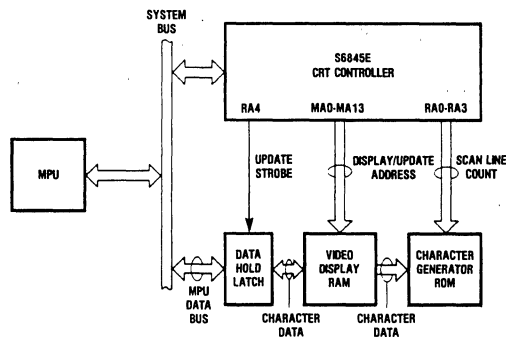 SYSTEM
BUS
S6845E
CRT CONTROLLER
RA4
MA0-MA13
RA0-RA3
MPU
UPDATE
STROBE
DISPLAY/UPDATE
ADDRESS
SCAN LINE
COUNT
DATA
HOLD
LATCH
VIDEO
DISPLAY
RAM
CHARACTER
GENERATOR
ROM
MPU
DATA
BUS
CHARACTER
DATA
CHARACTER
DATA